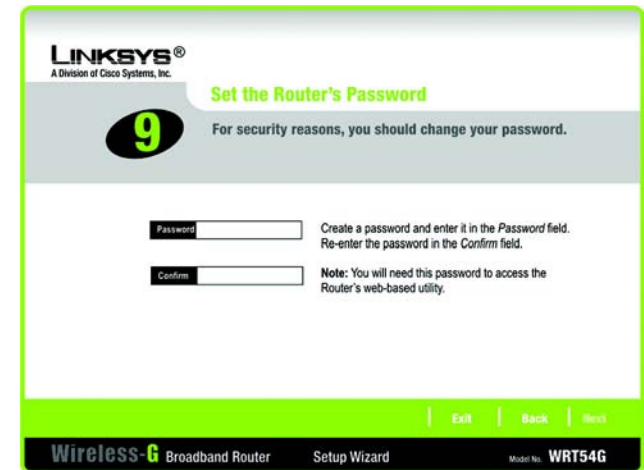 LINKSYS®
A Division of Cisco Systems, Inc.
Set the Router's Password
9
For security reasons, you should change your password.
Password
Create a password and enter it in the Password field.
Re-enter the password in the Confirm field.
Confirm
Note: You will need this password to access the
Router's web-based utility.
Exit
Back
Next
Wireless-G Broadband Router
Setup Wizard
Model No. WRT54G